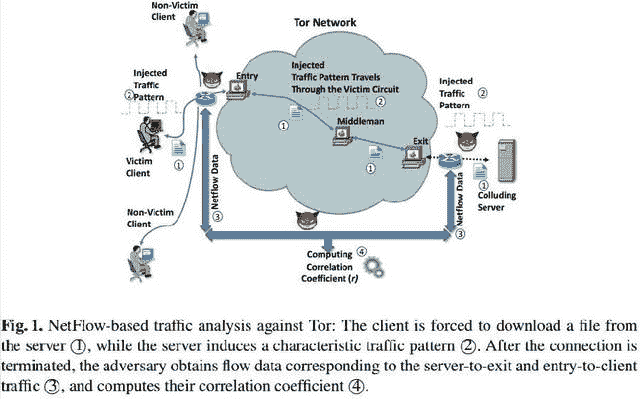 Non-Victim
Client
Tor Network
Injected
Traffic
Pattern
②
Entry
Injected
Traffic Pattern Travels
Through the Victim Circuit
②
Injected
Traffic
Pattern
②
Victim
Client
①
①
Middleman
①
Exit
①
Colluding
Server
Non-Victim
Client
Netflow Data
③
Netflow Data
③
Computing
Correlation
Coefficient (r)
④
Fig. 1. NetFlow-based traffic analysis against Tor: The client is forced to download a file from
the server ①, while the server induces a characteristic traffic pattern ②. After the connection is
terminated, the adversary obtains flow data corresponding to the server-to-exit and entry-to-client
traffic ③, and computes their correlation coefficient ④.